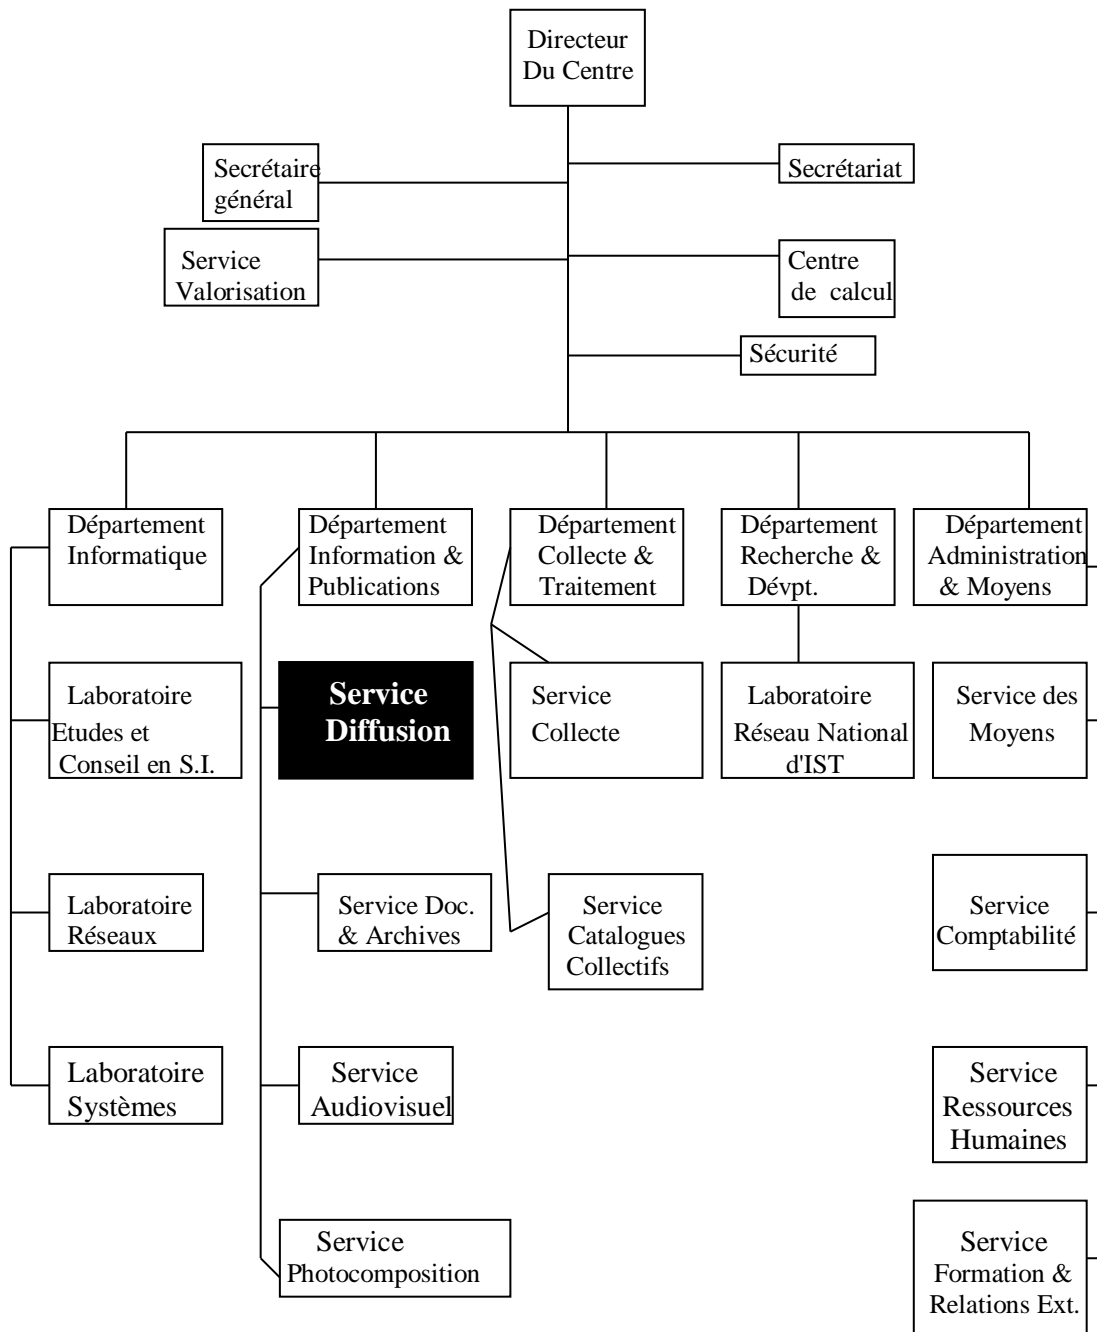 Directeur
Du Centre
Secrétaire
général
Secrétariat
Service
Valorisation
Centre
de calcul
Sécurité
Département
Informatique
Département
Information &
Publications
Département
Collecte &
Traitement
Département
Recherche &
Dévpt.
Département
Administration
& Moyens
Laboratoire
Etudes et
Conseil en S.I.
Service
Diffusion
Service
Collecte
Laboratoire
Réseau National
d'IST
Service des
Moyens
Laboratoire
Réseaux
Service Doc.
& Archives
Service
Catalogues
Collectifs
Service
Comptabilité
Laboratoire
Systèmes
Service
Audiovisuel
Service
Ressources
Humaines
Service
Photocomposition
Service
Formation &
Relations Ext.